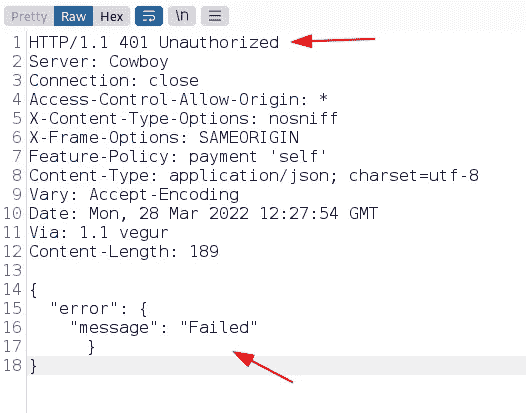 Pretty Raw Hex \n
1 HTTP/1.1 401 Unauthorized
2 Server: Cowboy
3 Connection: close
4 Access-Control-Allow-Origin: *
5 X-Content-Type-Options: nosniff
6 X-Frame-Options: SAMEORIGIN
7 Feature-Policy: payment 'self'
8 Content-Type: application/json; charset=utf-8
9 Vary: Accept-Encoding
10 Date: Mon, 28 Mar 2022 12:27:54 GMT
11 Via: 1.1 vegur
12 Content-Length: 189
13
14 {
15 "error": {
16 "message": "Failed"
17 }
18 }